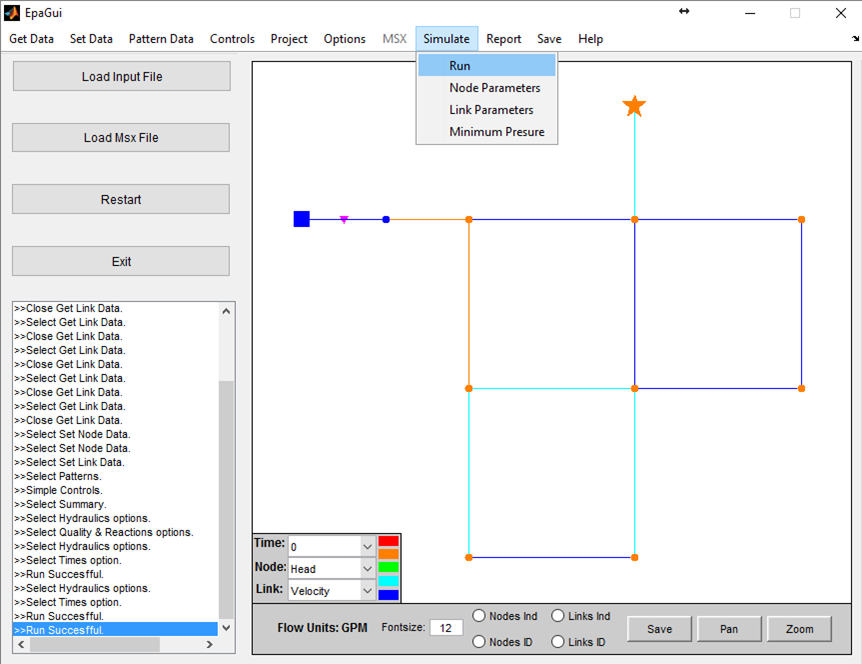 EpaGui
Get Data Set Data Pattern Data Controls Project Options MSX Simulate Report Save Help
Run
Node Parameters
Link Parameters
Minimum Presure
Load Input File
Load Msx File
Restart
Exit
>>Close Get Link Data.
>>Select Get Link Data.
>>Close Get Link Data.
>>Select Get Link Data.
>>Close Get Link Data.
>>Select Get Link Data.
>>Close Get Link Data.
>>Select Get Link Data.
>>Close Get Link Data.
>>Select Set Node Data.
>>Select Set Node Data.
>>Select Set Link Data.
>>Select Patterns.
>>Simple Controls.
>>Select Summary.
>>Select Hydraulics options.
>>Select Quality & Reactions options.
>>Select Hydraulics options.
>>Select Times option.
>>Run Succesfful.
>>Select Hydraulics options.
>>Select Times option.
>>Run Succesfful.
>>Run Succesfful.
Time: 0
Node: Head
Link: Velocity
Flow Units: GPM Fontsize: 12
Nodes Ind Links Ind
Nodes ID Links ID
Save Pan Zoom